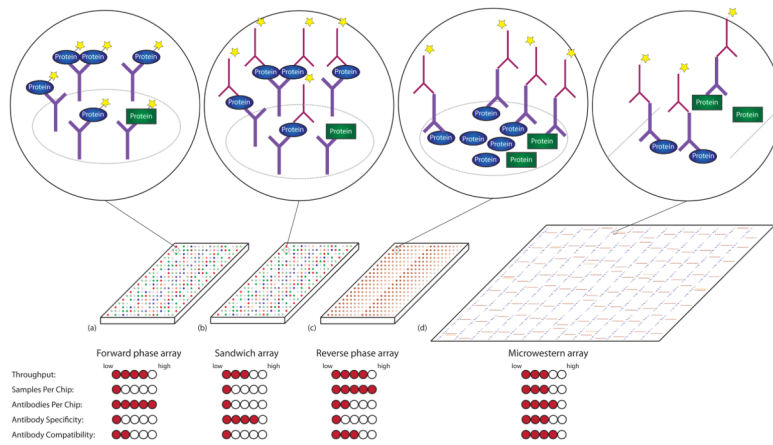 Protein Protein Protein
Protein
Protein Protein
Protein Protein Protein
Protein
Protein Protein
Protein Protein
Protein Protein
Protein Protein
Protein
Protein
Protein
Protein
Protein Protein
(a) (b) (c) (d)
Forward phase array Sandwich array Reverse phase array Microwestern array
low high low high low high low high
Throughput:
Samples Per Chip:
Antibodies Per Chip:
Antibody Specificity:
Antibody Compatibility: